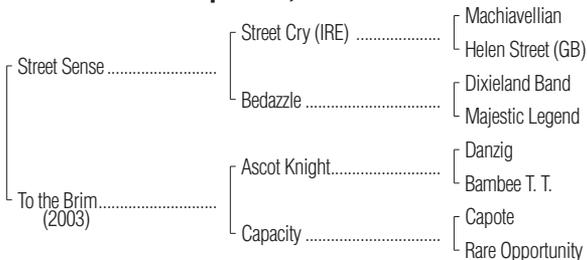 Machiavellian
Street Cry (IRE) ..................
Helen Street (GB)
Street Sense ........................
Dixieland Band
Bedazzle .............................
Majestic Legend
Danzig
Ascot Knight........................
Bambee T. T.
To the Brim..........................
(2003)
Capote
Capacity .............................
Rare Opportunity